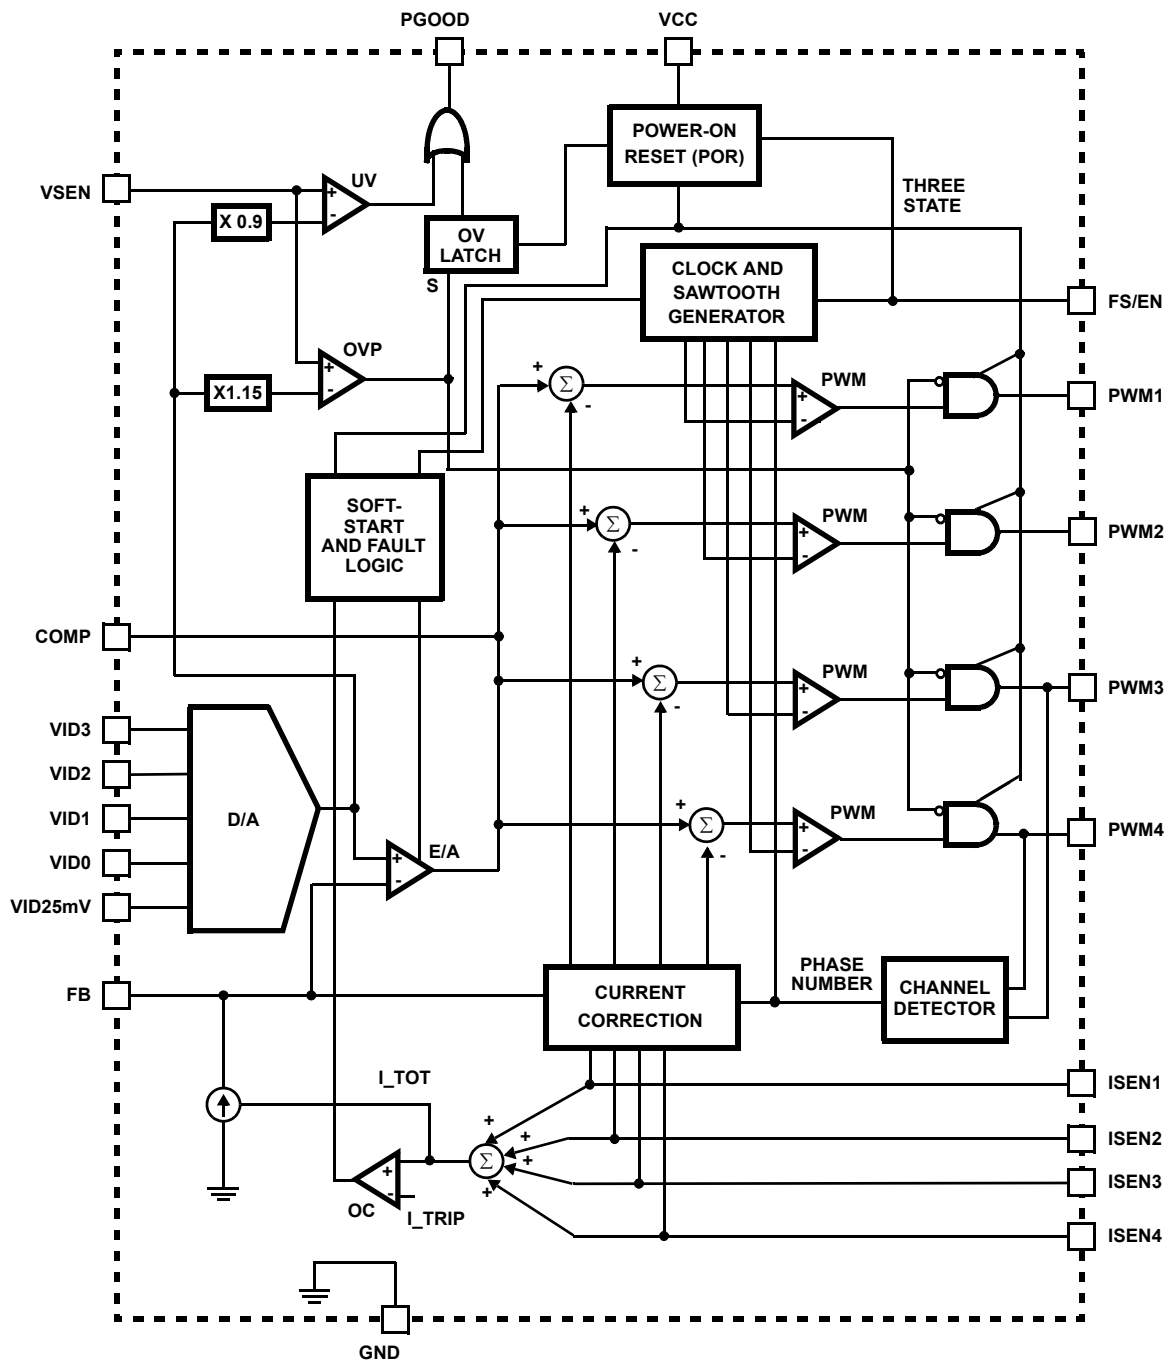 PGOOD
VCC
POWER-ON
RESET (POR)
VSEN
UV
+
-
X 0.9
THREE
STATE
OV
LATCH
S
CLOCK AND
SAWTOOTH
GENERATOR
FS/EN
OVP
+
-
X1.15
+
Σ
-
PWM
+
-
PWM1
SOFT-
START
AND FAULT
LOGIC
+
Σ
-
PWM
+
-
PWM2
COMP
+
Σ
-
PWM
+
-
PWM3
VID3
VID2
VID1
VID0
VID25mV
D/A
E/A
+
-
+
Σ
-
PWM
+
-
PWM4
FB
CURRENT
CORRECTION
PHASE
NUMBER
CHANNEL
DETECTOR
I_TOT
ISEN1
+
+
+
+
Σ
ISEN2
ISEN3
ISEN4
+
-
OC
I_TRIP
GND